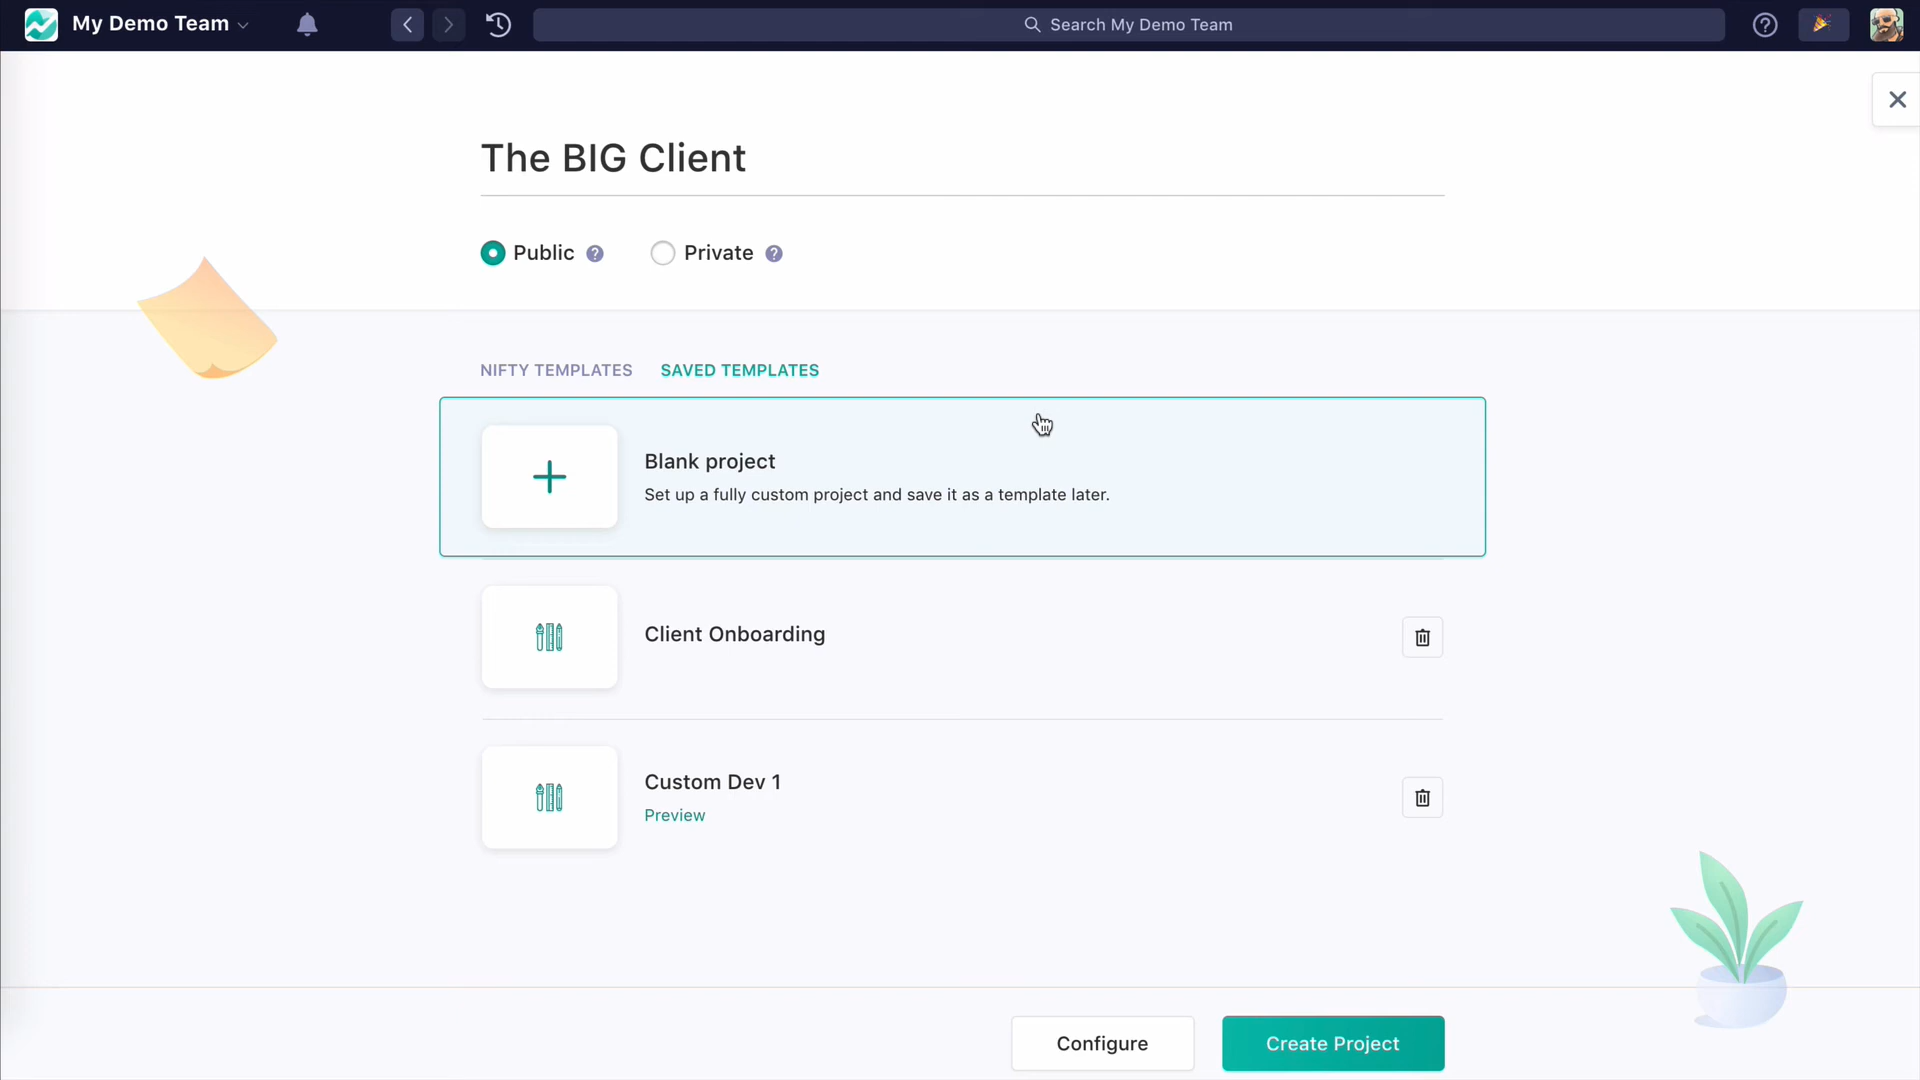 My Demo Team
Search My Demo Team
The BIG Client
Public
Private
NIFTY TEMPLATES
SAVED TEMPLATES
Blank project
Set up a fully custom project and save it as a template later.
Client Onboarding
Custom Dev 1
Preview
Configure
Create Project